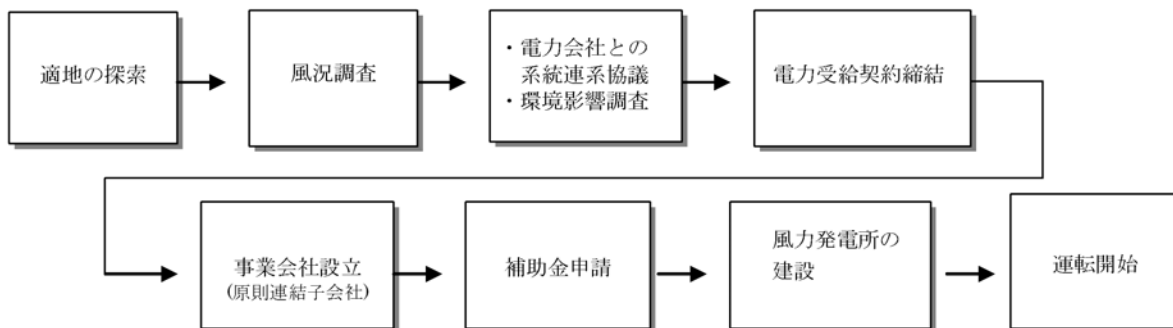 適地の探索
風況調査
・電力会社との
系統連系協議
・環境影響調査
電力受給契約締結
事業会社設立
(原則連結子会社)
補助金申請
風力発電所の
建設
運転開始